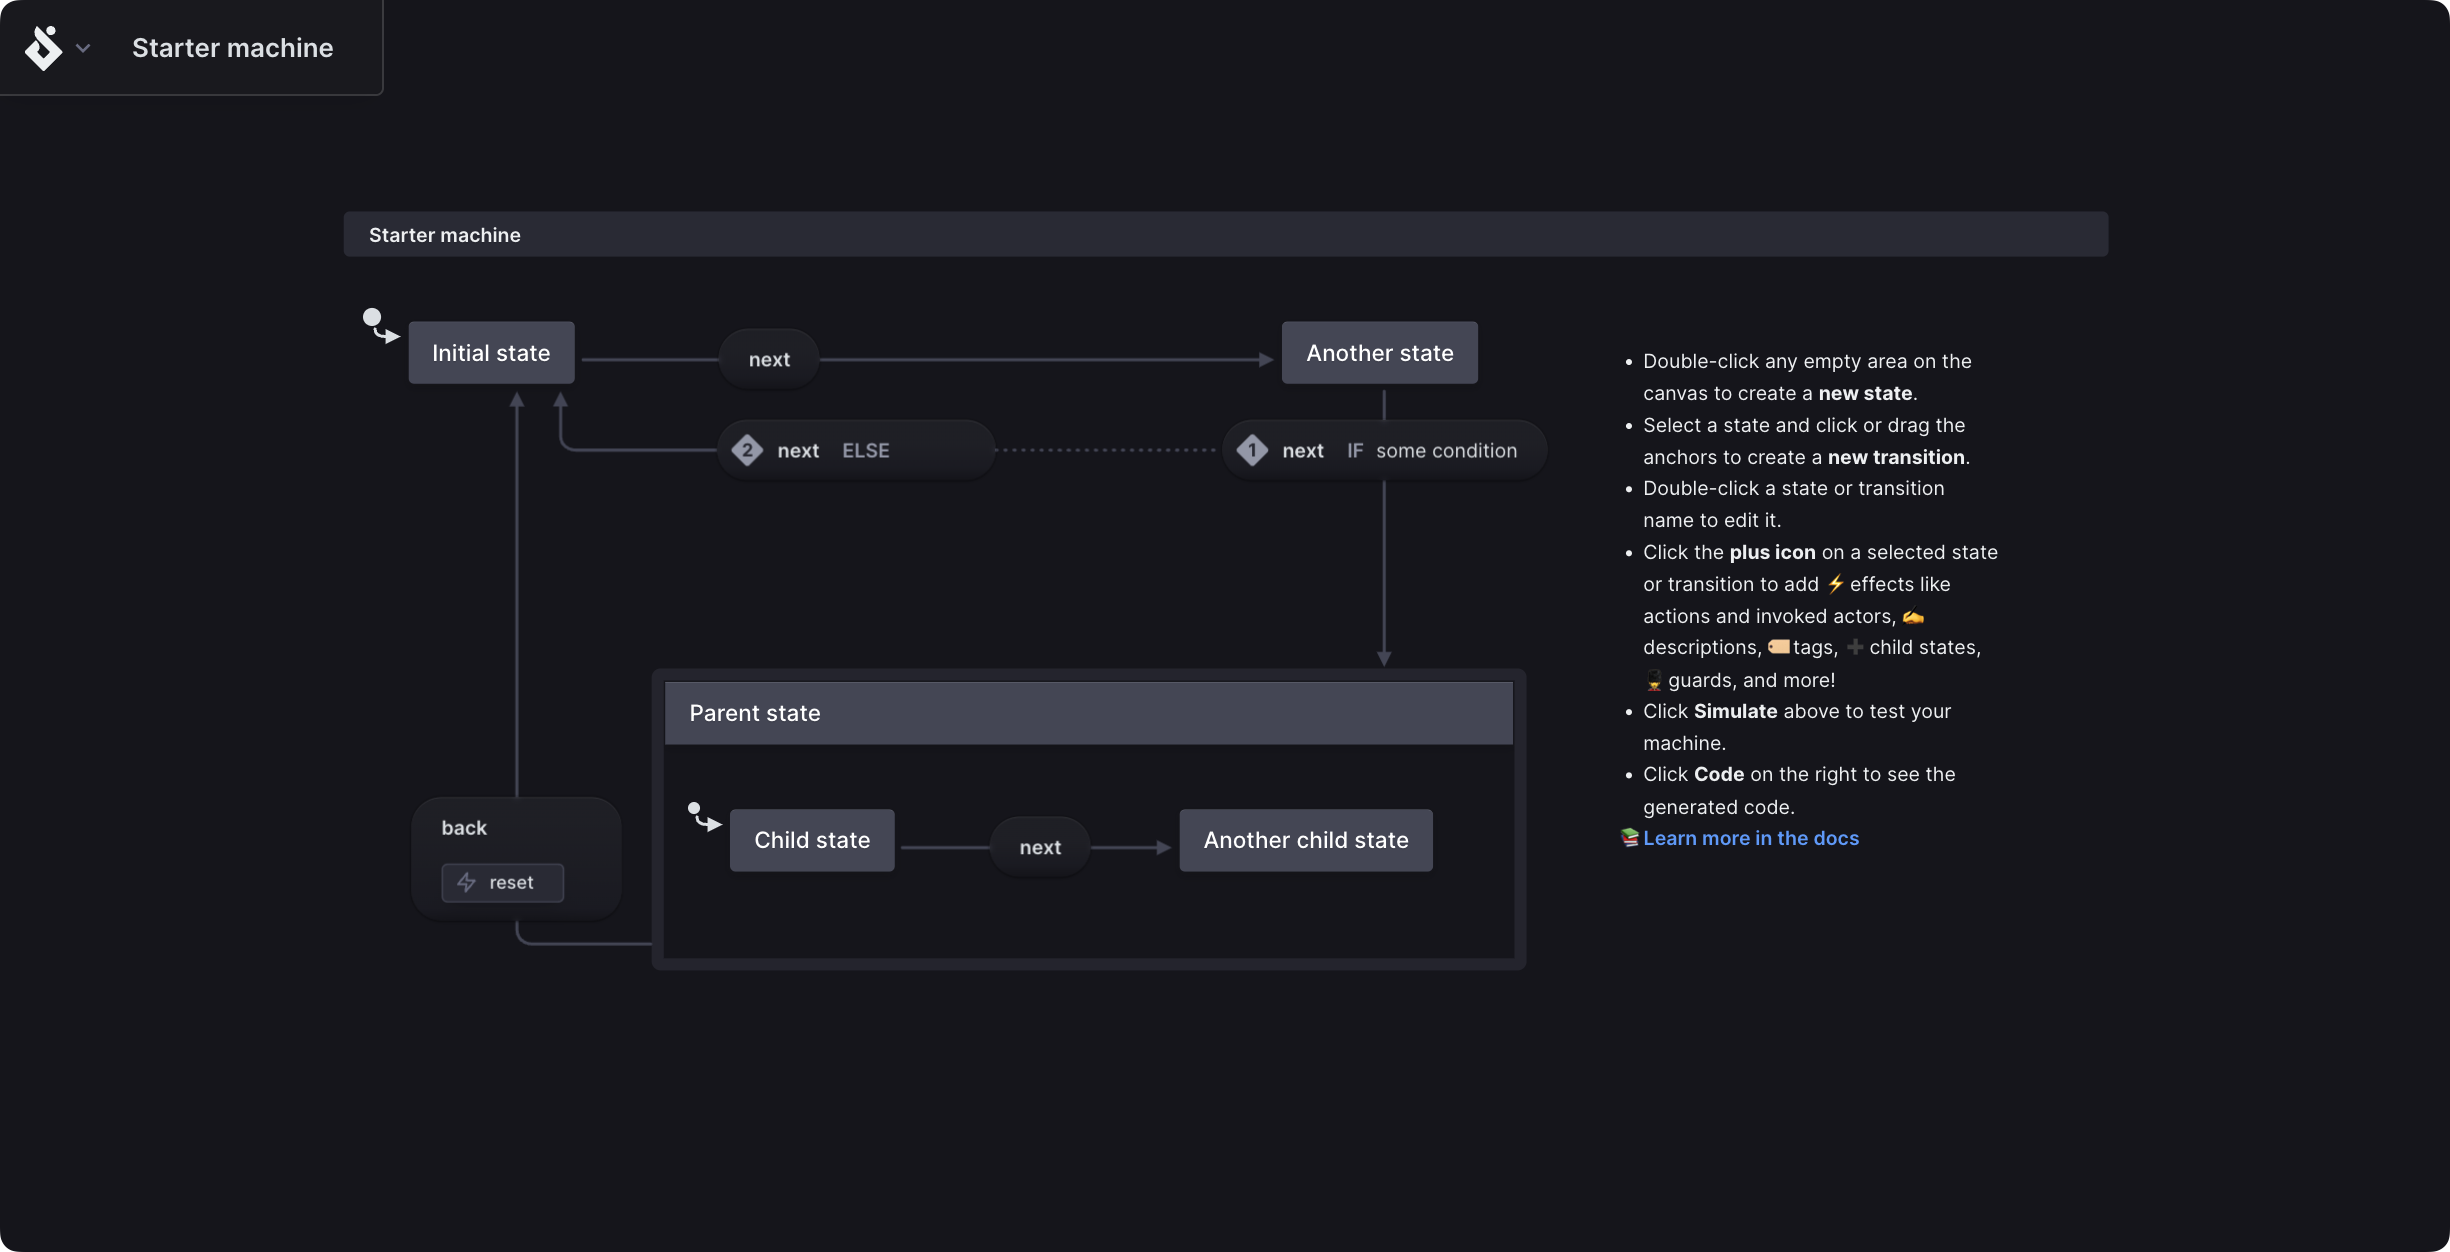 Starter machine
Starter machine
Initial state
next
Another state
2 next ELSE
1 next IF some condition
Parent state
Child state
next
Another child state
back
reset
• Double-click any empty area on the
canvas to create a new state.
• Select a state and click or drag the
anchors to create a new transition.
• Double-click a state or transition
name to edit it.
• Click the plus icon on a selected state
or transition to add ⚡ effects like
actions and invoked actors, ✍️
descriptions, 🏷️ tags, ➕ child states,
💂 guards, and more!
• Click Simulate above to test your
machine.
• Click Code on the right to see the
generated code.
📚 Learn more in the docs